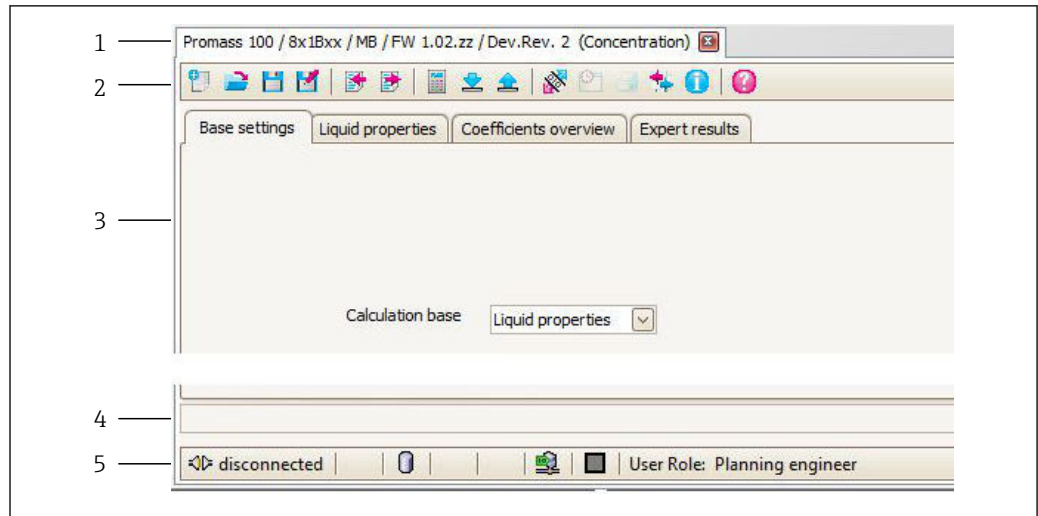 1
Promass 100 / 8x1Bxx / MB / FW 1.02.zz / Dev.Rev. 2 (Concentration)
2
Base settings Liquid properties Coefficients overview Expert results
3
Calculation base Liquid properties
4
5
disconnected User Role: Planning engineer